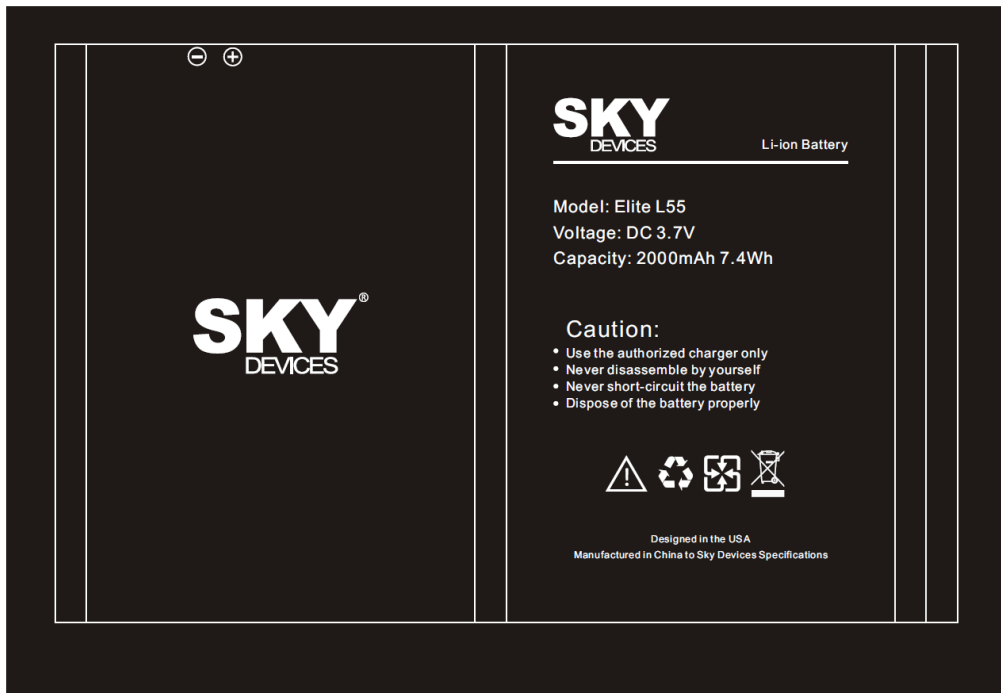 SKY®
DEVICES
SKY
DEVICES
Li-ion Battery
Model: Elite L55
Voltage: DC 3.7V
Capacity: 2000mAh 7.4Wh
Caution:
• Use the authorized charger only
• Never disassemble by yourself
• Never short-circuit the battery
• Dispose of the battery properly
Designed in the USA
Manufactured in China to Sky Devices Specifications